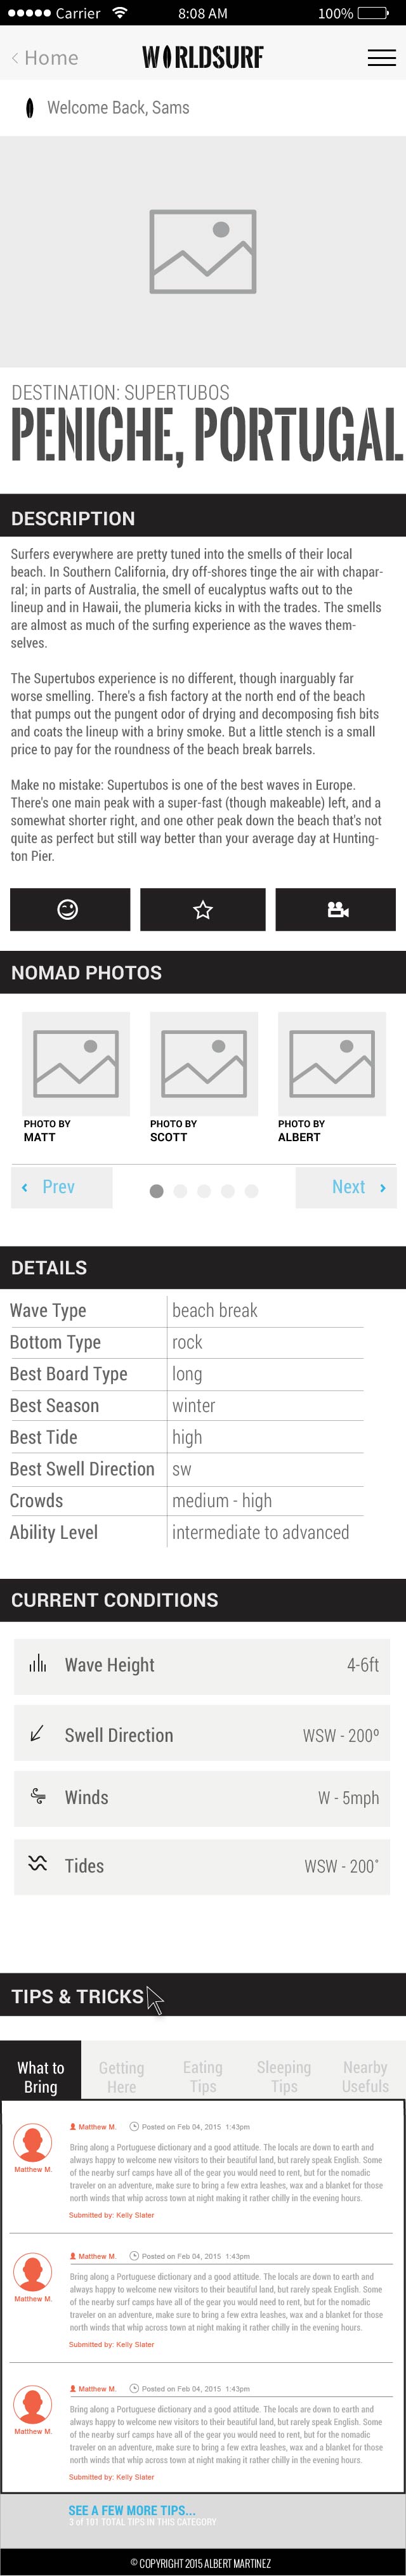 Carrier 8:08 AM 100%
< Home WORLDSURF
Welcome Back, Sams
DESTINATION: SUPERTUBOS
PENICHE, PORTUGAL
DESCRIPTION
Surfers everywhere are pretty tuned into the smells of their local
beach. In Southern California, dry off-shores tinge the air with chapar-
ral; in parts of Australia, the smell of eucalyptus wafts out to the
lineup and in Hawaii, the plumeria kicks in with the trades. The smells
are almost as much of the surfing experience as the waves them-
selves.
The Supertubos experience is no different, though inarguably far
worse smelling. There's a fish factory at the north end of the beach
that pumps out the pungent odor of drying and decomposing fish bits
and coats the lineup with a briny smoke. But a little stench is a small
price to pay for the roundness of the beach break barrels.
Make no mistake: Supertubos is one of the best waves in Europe.
There's one main peak with a super-fast (though makeable) left, and a
somewhat shorter right, and one other peak down the beach that's not
quite as perfect but still way better than your average day at Hunting-
ton Pier.
NOMAD PHOTOS
PHOTO BY PHOTO BY PHOTO BY
MATT SCOTT ALBERT
‹ Prev Next ›
DETAILS
Wave Type beach break
Bottom Type rock
Best Board Type long
Best Season winter
Best Tide high
Best Swell Direction sw
Crowds medium - high
Ability Level intermediate to advanced
CURRENT CONDITIONS
Wave Height 4-6ft
Swell Direction WSW - 200º
Winds W - 5mph
Tides WSW - 200˚
TIPS & TRICKS
What to Getting Eating Sleeping Nearby
Bring Here Tips Tips Usefuls
Matthew M. Posted on Feb 04, 2015 1:43pm
Bring along a Portuguese dictionary and a good attitude. The locals are down to earth and
always happy to welcome new visitors to their beautiful land, but rarely speak English. Some
of the nearby surf camps have all of the gear you would need to rent, but for the nomadic
traveler on an adventure, make sure to bring a few extra leashes, wax and a blanket for those
north winds that whip across town at night making it rather chilly in the evening hours.
Matthew M.
Submitted by: Kelly Slater
Matthew M. Posted on Feb 04, 2015 1:43pm
Bring along a Portuguese dictionary and a good attitude. The locals are down to earth and
always happy to welcome new visitors to their beautiful land, but rarely speak English. Some
of the nearby surf camps have all of the gear you would need to rent, but for the nomadic
traveler on an adventure, make sure to bring a few extra leashes, wax and a blanket for those
north winds that whip across town at night making it rather chilly in the evening hours.
Matthew M.
Submitted by: Kelly Slater
Matthew M. Posted on Feb 04, 2015 1:43pm
Bring along a Portuguese dictionary and a good attitude. The locals are down to earth and
always happy to welcome new visitors to their beautiful land, but rarely speak English. Some
of the nearby surf camps have all of the gear you would need to rent, but for the nomadic
traveler on an adventure, make sure to bring a few extra leashes, wax and a blanket for those
north winds that whip across town at night making it rather chilly in the evening hours.
Matthew M.
Submitted by: Kelly Slater
SEE A FEW MORE TIPS...
3 of 191 TOTAL TIPS IN THIS CATEGORY
© COPYRIGHT 2015 ALBERT MARTINEZ